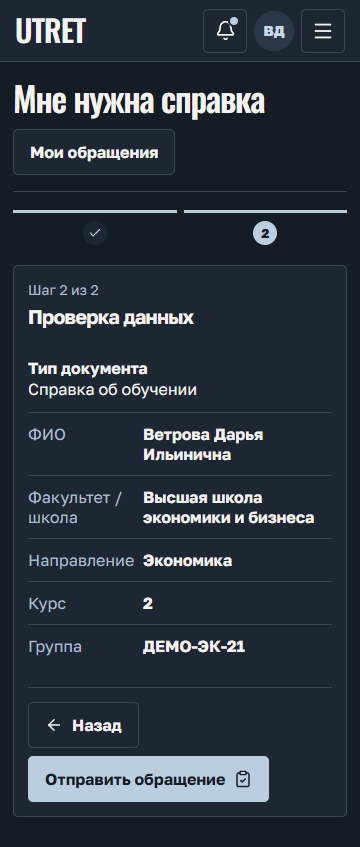 UTRET
ВД
Мне нужна справка
Мои обращения
2
Шаг 2 из 2
Проверка данных
Тип документа
Справка об обучении
ФИО
Ветрова Дарья
Ильинична
Факультет /
школа
Высшая школа
экономики и бизнеса
Направление
Экономика
Курс
2
Группа
ДЕМО-ЭК-21
Назад
Отправить обращение